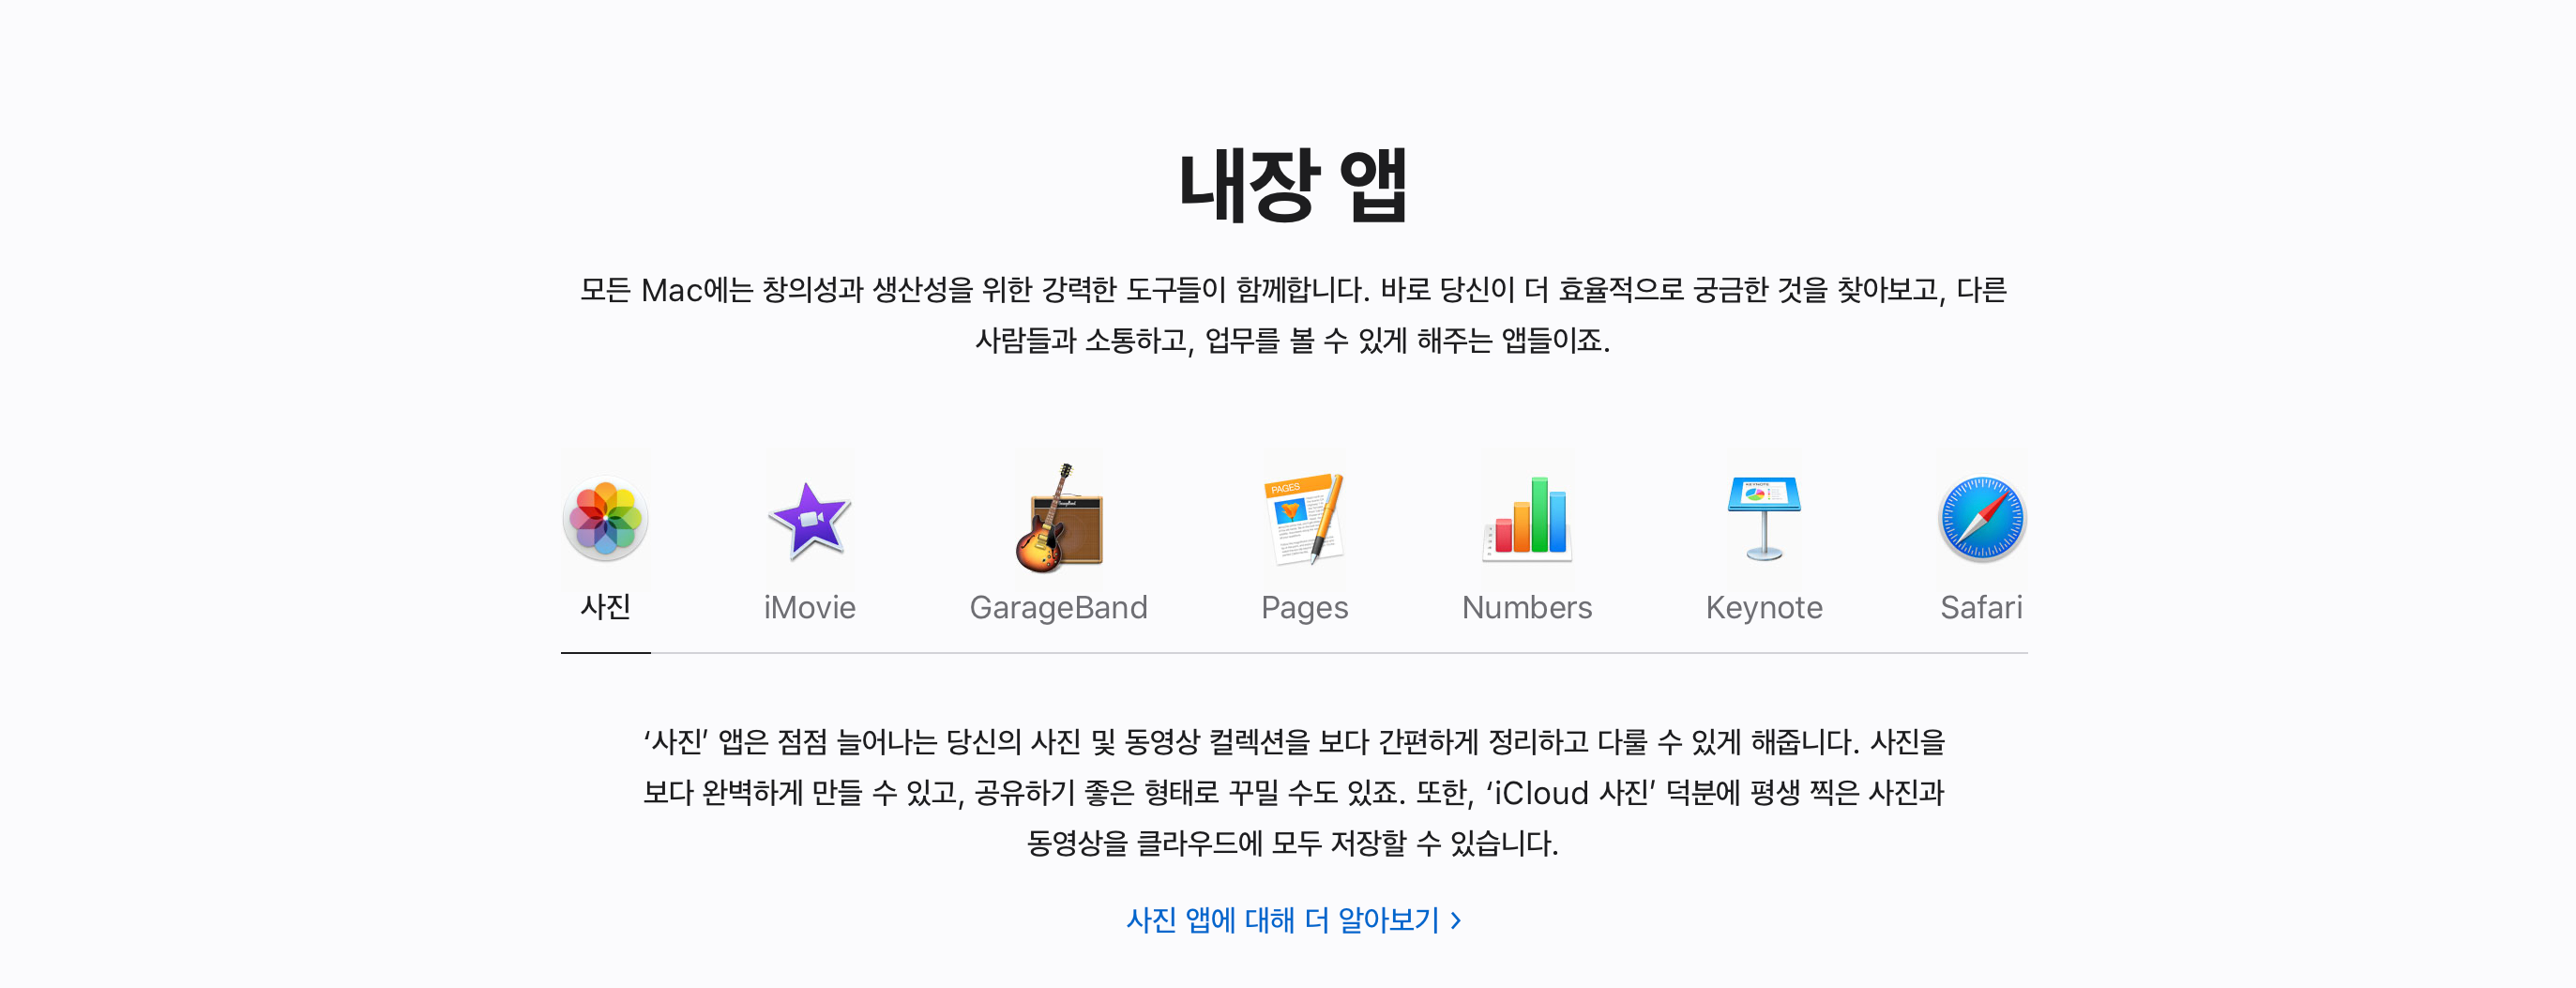 내장 앱
모든 Mac에는 창의성과 생산성을 위한 강력한 도구들이 함께합니다. 바로 당신이 더 효율적으로 궁금한 것을 찾아보고, 다른
사람들과 소통하고, 업무를 볼 수 있게 해주는 앱들이죠.
PAGES
KEYNOTE
사진
iMovie
GarageBand
Pages
Numbers
Keynote
Safari
‘사진’ 앱은 점점 늘어나는 당신의 사진 및 동영상 컬렉션을 보다 간편하게 정리하고 다룰 수 있게 해줍니다. 사진을
보다 완벽하게 만들 수 있고, 공유하기 좋은 형태로 꾸밀 수도 있죠. 또한, ‘iCloud 사진’ 덕분에 평생 찍은 사진과
동영상을 클라우드에 모두 저장할 수 있습니다.
사진 앱에 대해 더 알아보기 >